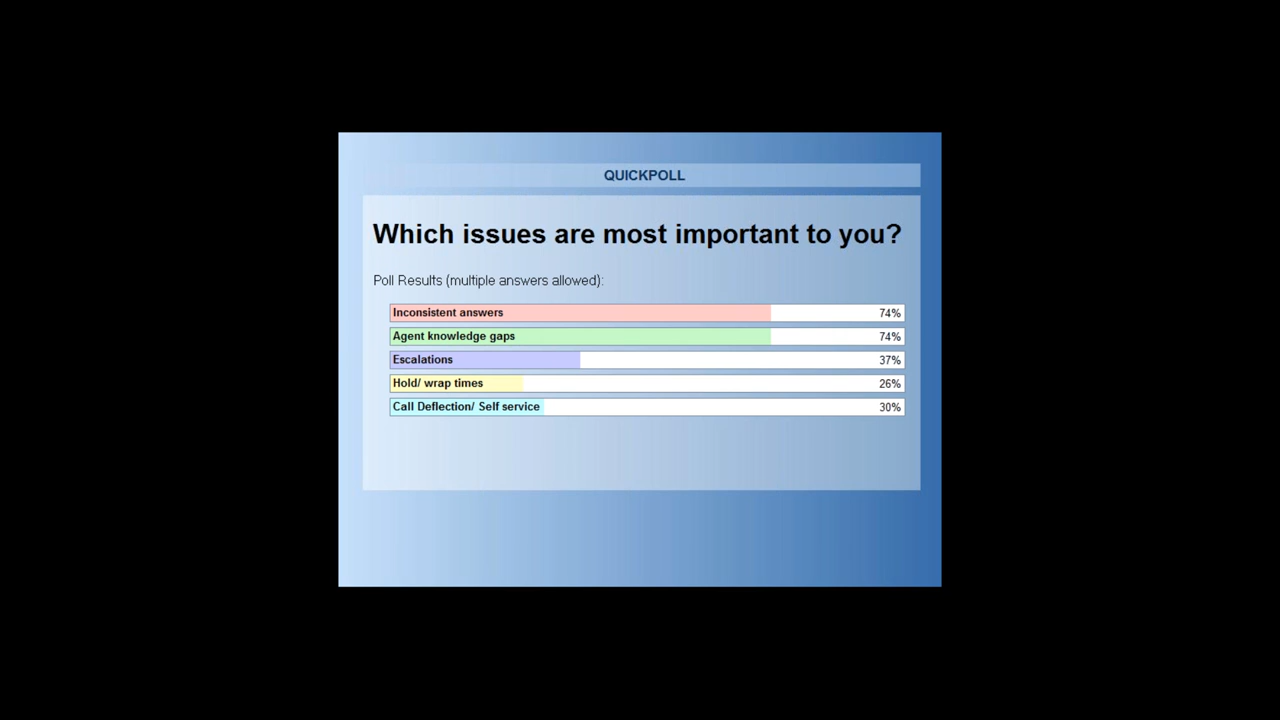 QUICKPOLL
Which issues are most important to you?
Poll Results (multiple answers allowed):
Inconsistent answers 74%
Agent knowledge gaps 74%
Escalations 37%
Hold/ wrap times 26%
Call Deflection/ Self service 30%